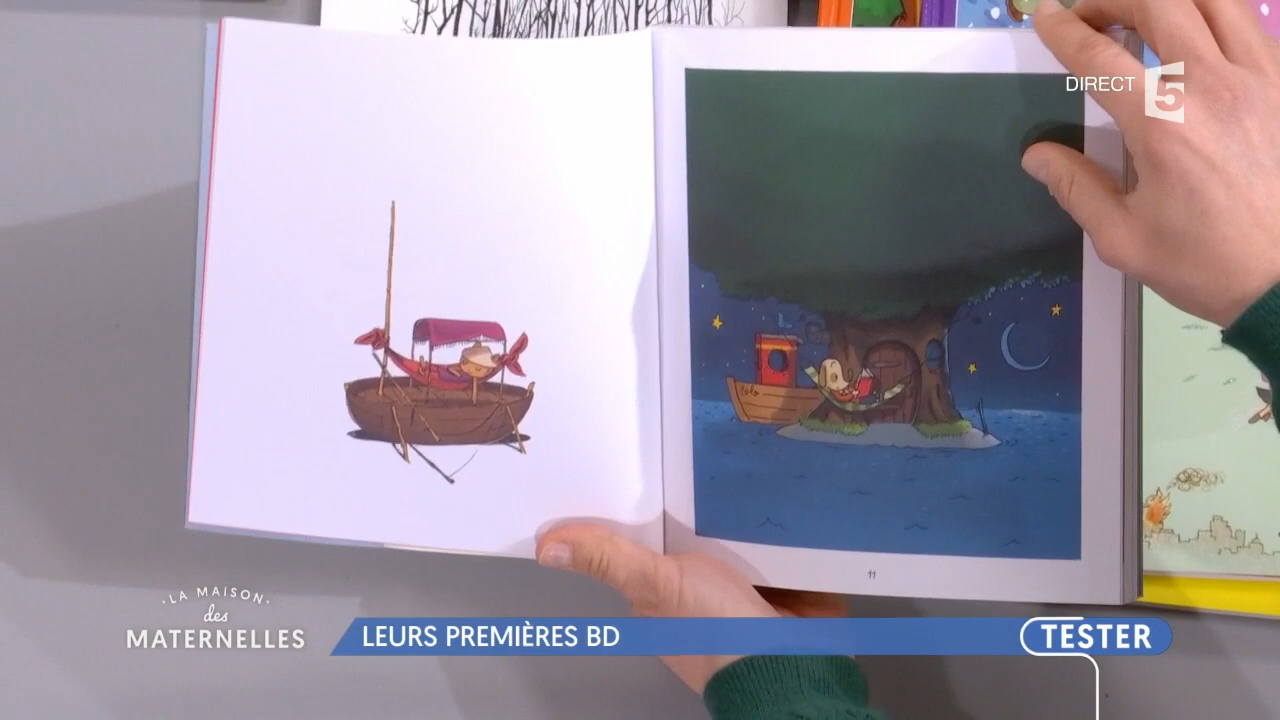 DIRECT 5
11
· LA MAISON ·
des
MATERNELLES
LEURS PREMIÈRES BD
TESTER